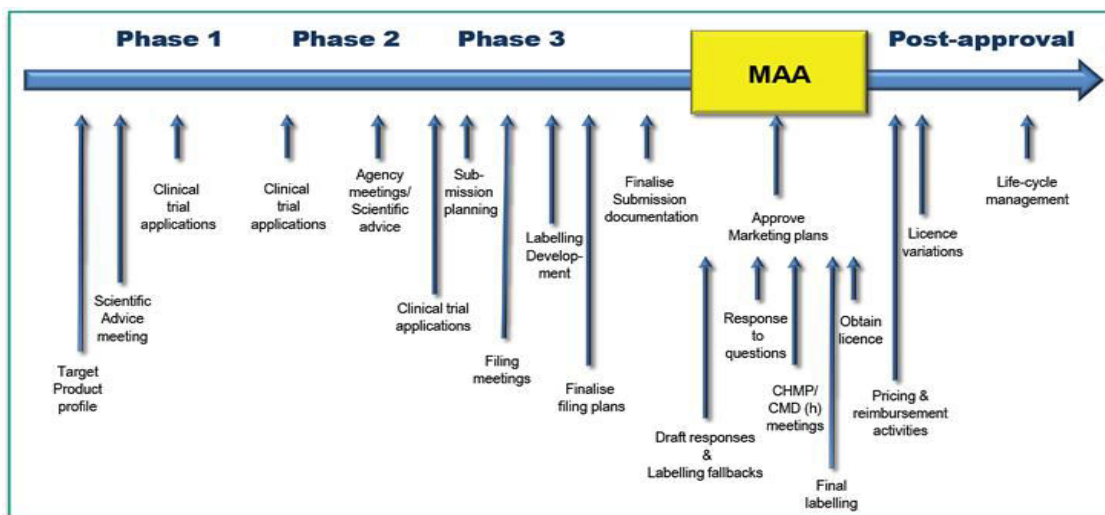 Phase 1
Phase 2
Phase 3
MAA
Post-approval
Clinical
trial
applications
Clinical
trial
applications
Agency
meetings/
Scientific
advice
Sub-
mission
planning
Finalise
Submission
documentation
Life-cycle
management
Approve
Marketing plans
Licence
variations
Labelling
Develop-
ment
Scientific
Advice
meeting
Clinical trial
applications
Response
to
questions
Obtain
licence
Target
Product
profile
Filing
meetings
Finalise
filing plans
CHMP/
CMD (h)
meetings
Pricing &
reimbursement
activities
Draft responses
&
Labelling fallbacks
Final
labelling